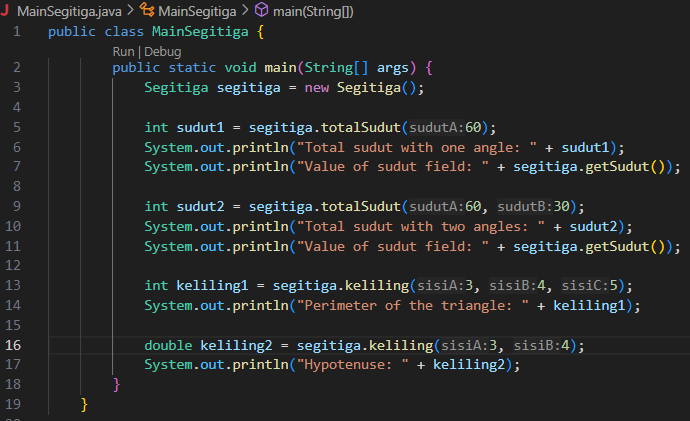 J MainSegitiga.java > MainSegitiga > main(String[])
1 public class MainSegitiga {
Run | Debug
2 public static void main(String[] args) {
3 Segitiga segitiga = new Segitiga();
4
5 int sudut1 = segitiga.totalSudut(sudutA:60);
6 System.out.println("Total sudut with one angle: " + sudut1);
7 System.out.println("Value of sudut field: " + segitiga.getSudut());
8
9 int sudut2 = segitiga.totalSudut(sudutA:60, sudutB:30);
10 System.out.println("Total sudut with two angles: " + sudut2);
11 System.out.println("Value of sudut field: " + segitiga.getSudut());
12
13 int keliling1 = segitiga.keliling(sisiA:3, sisiB:4, sisiC:5);
14 System.out.println("Perimeter of the triangle: " + keliling1);
15
16 double keliling2 = segitiga.keliling(sisiA:3, sisiB:4);
17 System.out.println("Hypotenuse: " + keliling2);
18 }
19 }